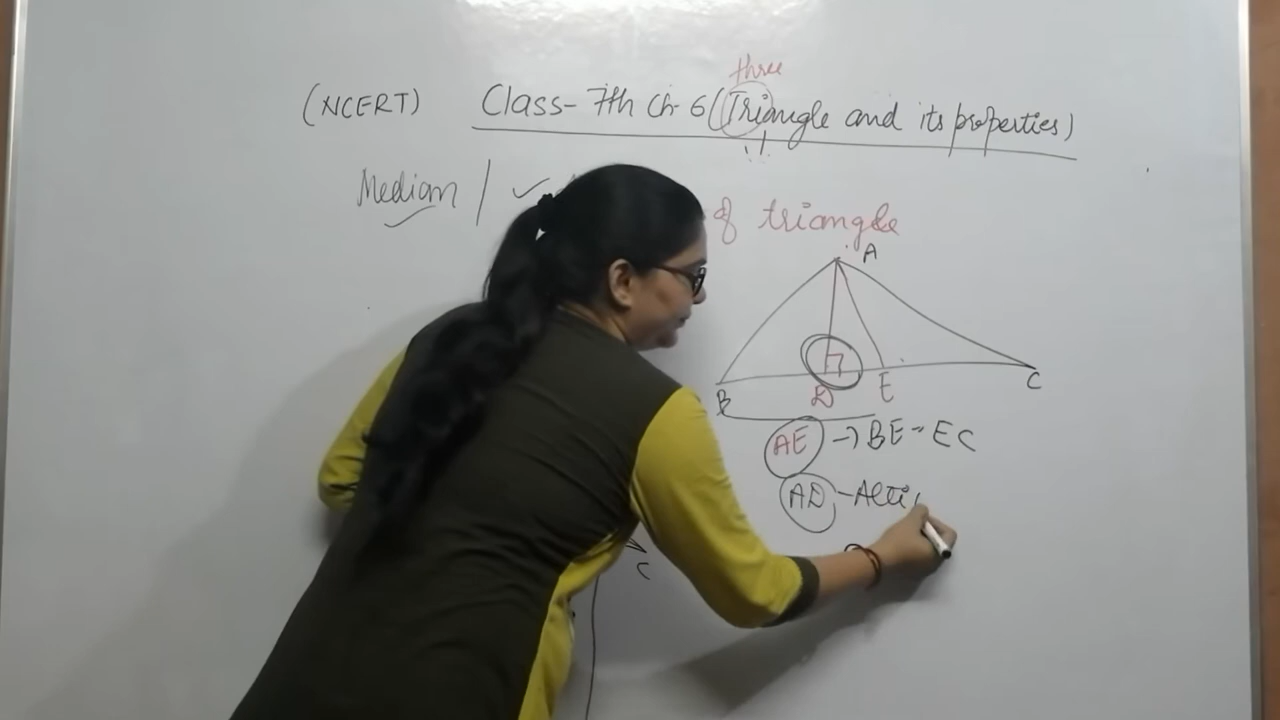 three
(NCERT) Class- 7th Ch- 6 (Triangle and its properties)
Median / of triangle
A
B D E C
AE → BE = EC
AD - Alti
C